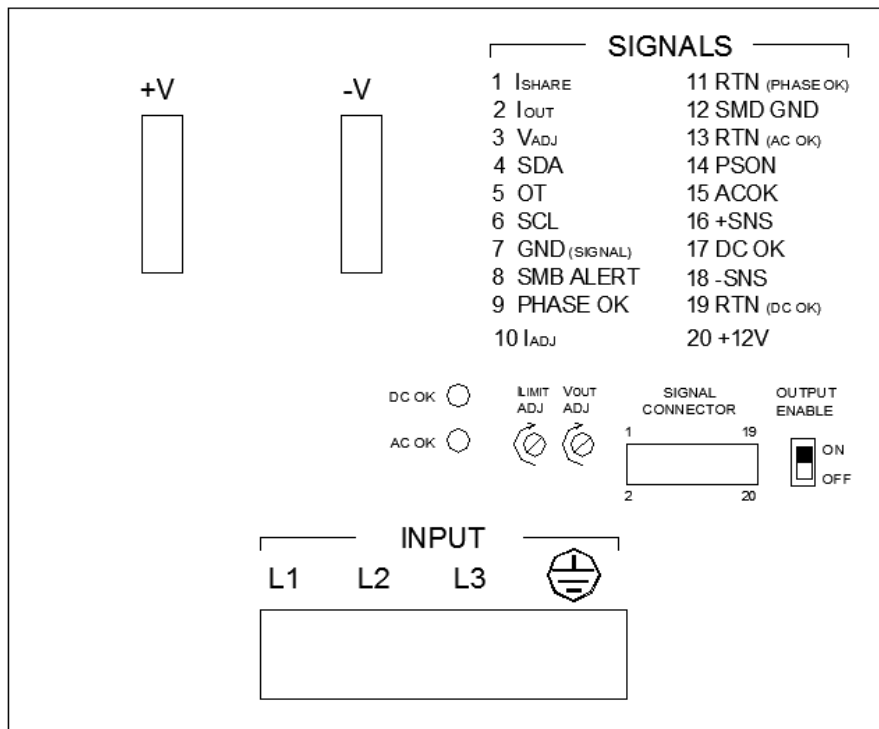 SIGNALS
+V
-V
1 ISHARE
2 IOUT
3 VADJ
4 SDA
5 OT
6 SCL
7 GND (SIGNAL)
8 SMB ALERT
9 PHASE OK
10 IADJ
11 RTN (PHASE OK)
12 SMD GND
13 RTN (AC OK)
14 PSON
15 ACOK
16 +SNS
17 DC OK
18 -SNS
19 RTN (DC OK)
20 +12V
DC OK
AC OK
ILIMIT
ADJ
VOUT
ADJ
SIGNAL
CONNECTOR
1 19
2 20
OUTPUT
ENABLE
ON
OFF
INPUT
L1 L2 L3